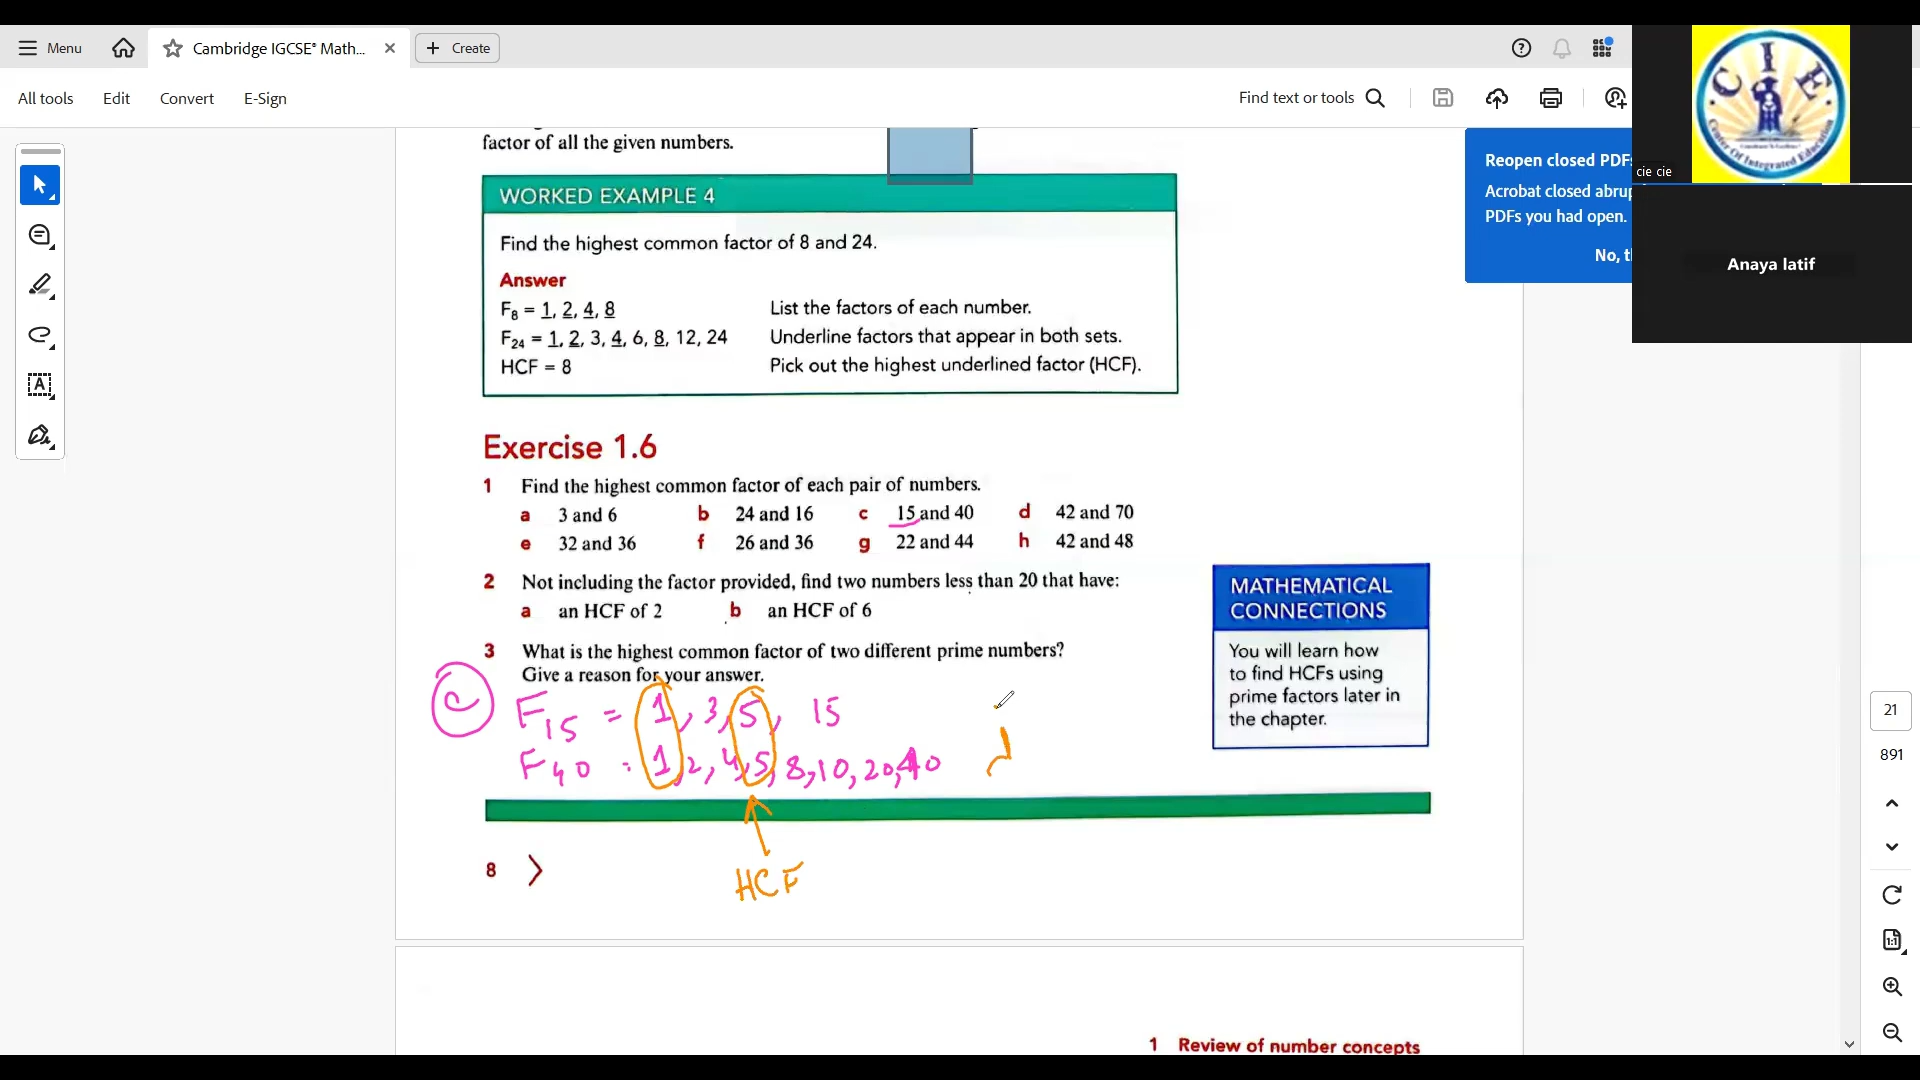 Menu
Cambridge IGCSE® Math...
Create
All tools
Edit
Convert
E-Sign
Find text or tools
CIE
Center Of Integrated Education
cie cie
Anaya latif
Reopen closed PDFs
Acrobat closed
PDFs you had open.
No,
factor of all the given numbers.
WORKED EXAMPLE 4
Find the highest common factor of 8 and 24.
Answer
F₈ = 1, 2, 4, 8 List the factors of each number.
F₂₄ = 1, 2, 3, 4, 6, 8, 12, 24 Underline factors that appear in both sets.
HCF = 8 Pick out the highest underlined factor (HCF).
Exercise 1.6
1 Find the highest common factor of each pair of numbers.
a 3 and 6 b 24 and 16 c 15 and 40 d 42 and 70
e 32 and 36 f 26 and 36 g 22 and 44 h 42 and 48
2 Not including the factor provided, find two numbers less than 20 that have:
a an HCF of 2 b an HCF of 6
3 What is the highest common factor of two different prime numbers?
Give a reason for your answer.
MATHEMATICAL
CONNECTIONS
You will learn how
to find HCFs using
prime factors later in
the chapter.
c F₁₅ = 1, 3, 5, 15
F₄₀ = 1, 2, 4, 5, 8, 10, 20, 40
HCF
8
21
891
1 Review of number concepts